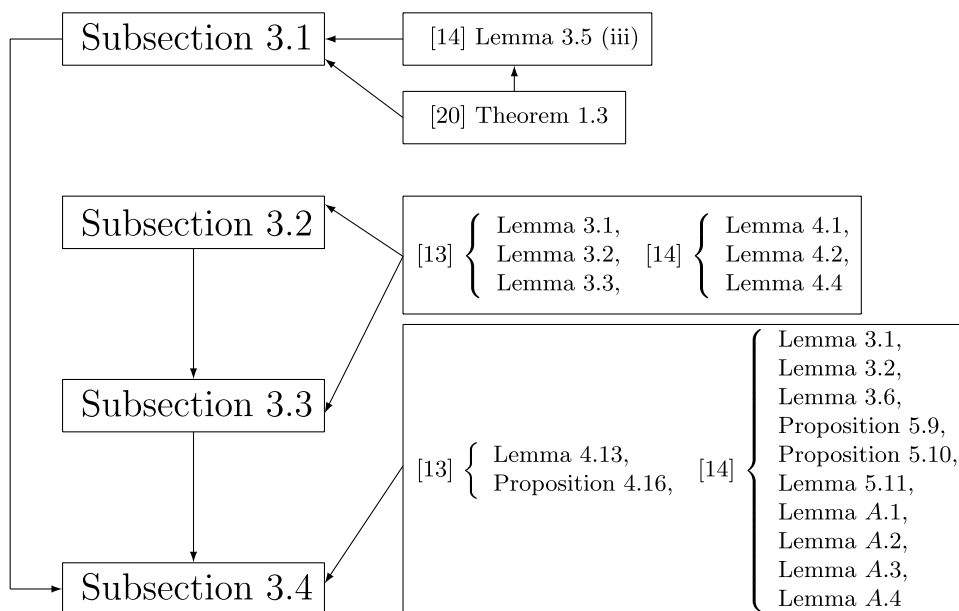 Subsection 3.1
[14] Lemma 3.5 (iii)
[20] Theorem 1.3
Subsection 3.2
[13]
Lemma 3.1,
Lemma 3.2,
Lemma 3.3,
[14]
Lemma 4.1,
Lemma 4.2,
Lemma 4.4
Subsection 3.3
[13]
Lemma 4.13,
Proposition 4.16,
[14]
Lemma 3.1,
Lemma 3.2,
Lemma 3.6,
Proposition 5.9,
Proposition 5.10,
Lemma 5.11,
Lemma A.1,
Lemma A.2,
Lemma A.3,
Lemma A.4
Subsection 3.4